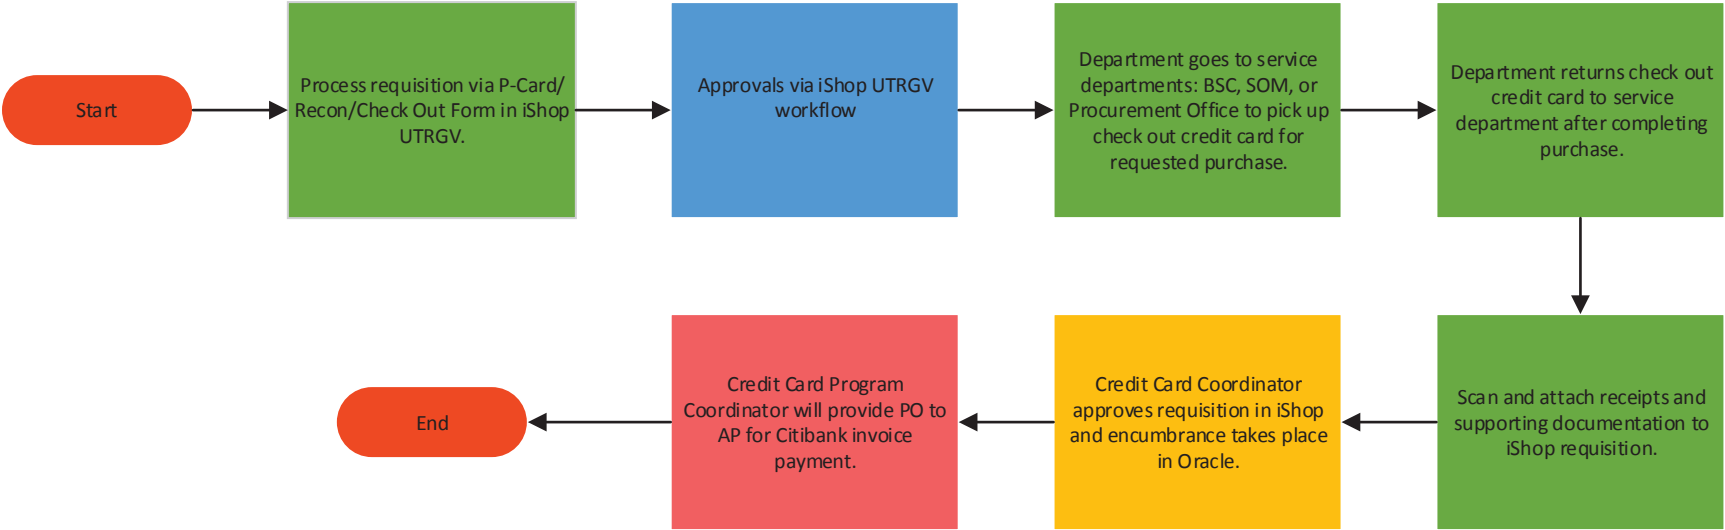 Start
Process requisition via P-Card/
Recon/Check Out Form in iShop
UTRGV.
Approvals via iShop UTRGV
workflow
Department goes to service
departments: BSC, SOM, or
Procurement Office to pick up
check out credit card for
requested purchase.
Department returns check out
credit card to service
department after completing
purchase.
Scan and attach receipts and
supporting documentation to
iShop requisition.
Credit Card Coordinator
approves requisition in iShop
and encumbrance takes place
in Oracle.
Credit Card Program
Coordinator will provide PO to
AP for Citibank invoice
payment.
End